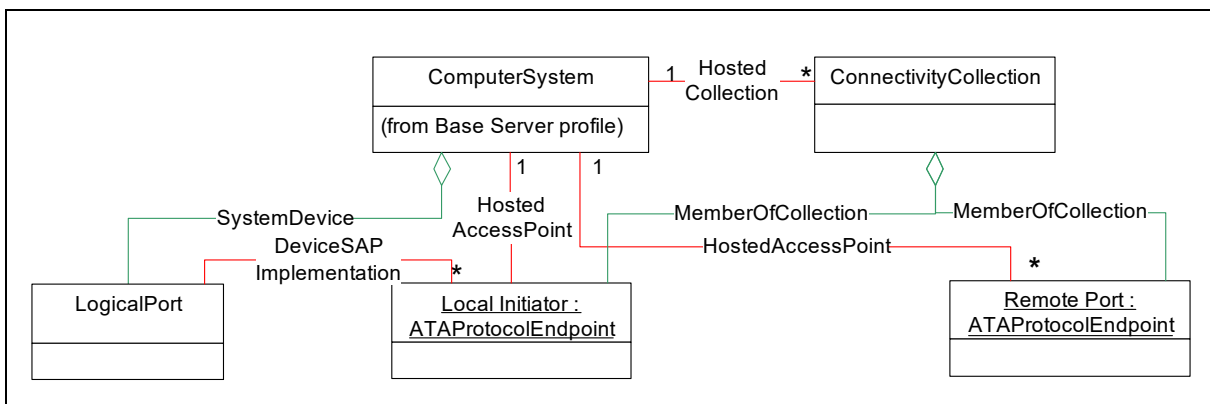 ComputerSystem
(from Base Server profile)
1
Hosted
Collection
*
ConnectivityCollection
1
1
SystemDevice
Hosted
AccessPoint
MemberOfCollection
MemberOfCollection
DeviceSAP
Implementation
*
HostedAccessPoint
*
LogicalPort
Local Initiator :
ATAProtocolEndpoint
Remote Port :
ATAProtocolEndpoint